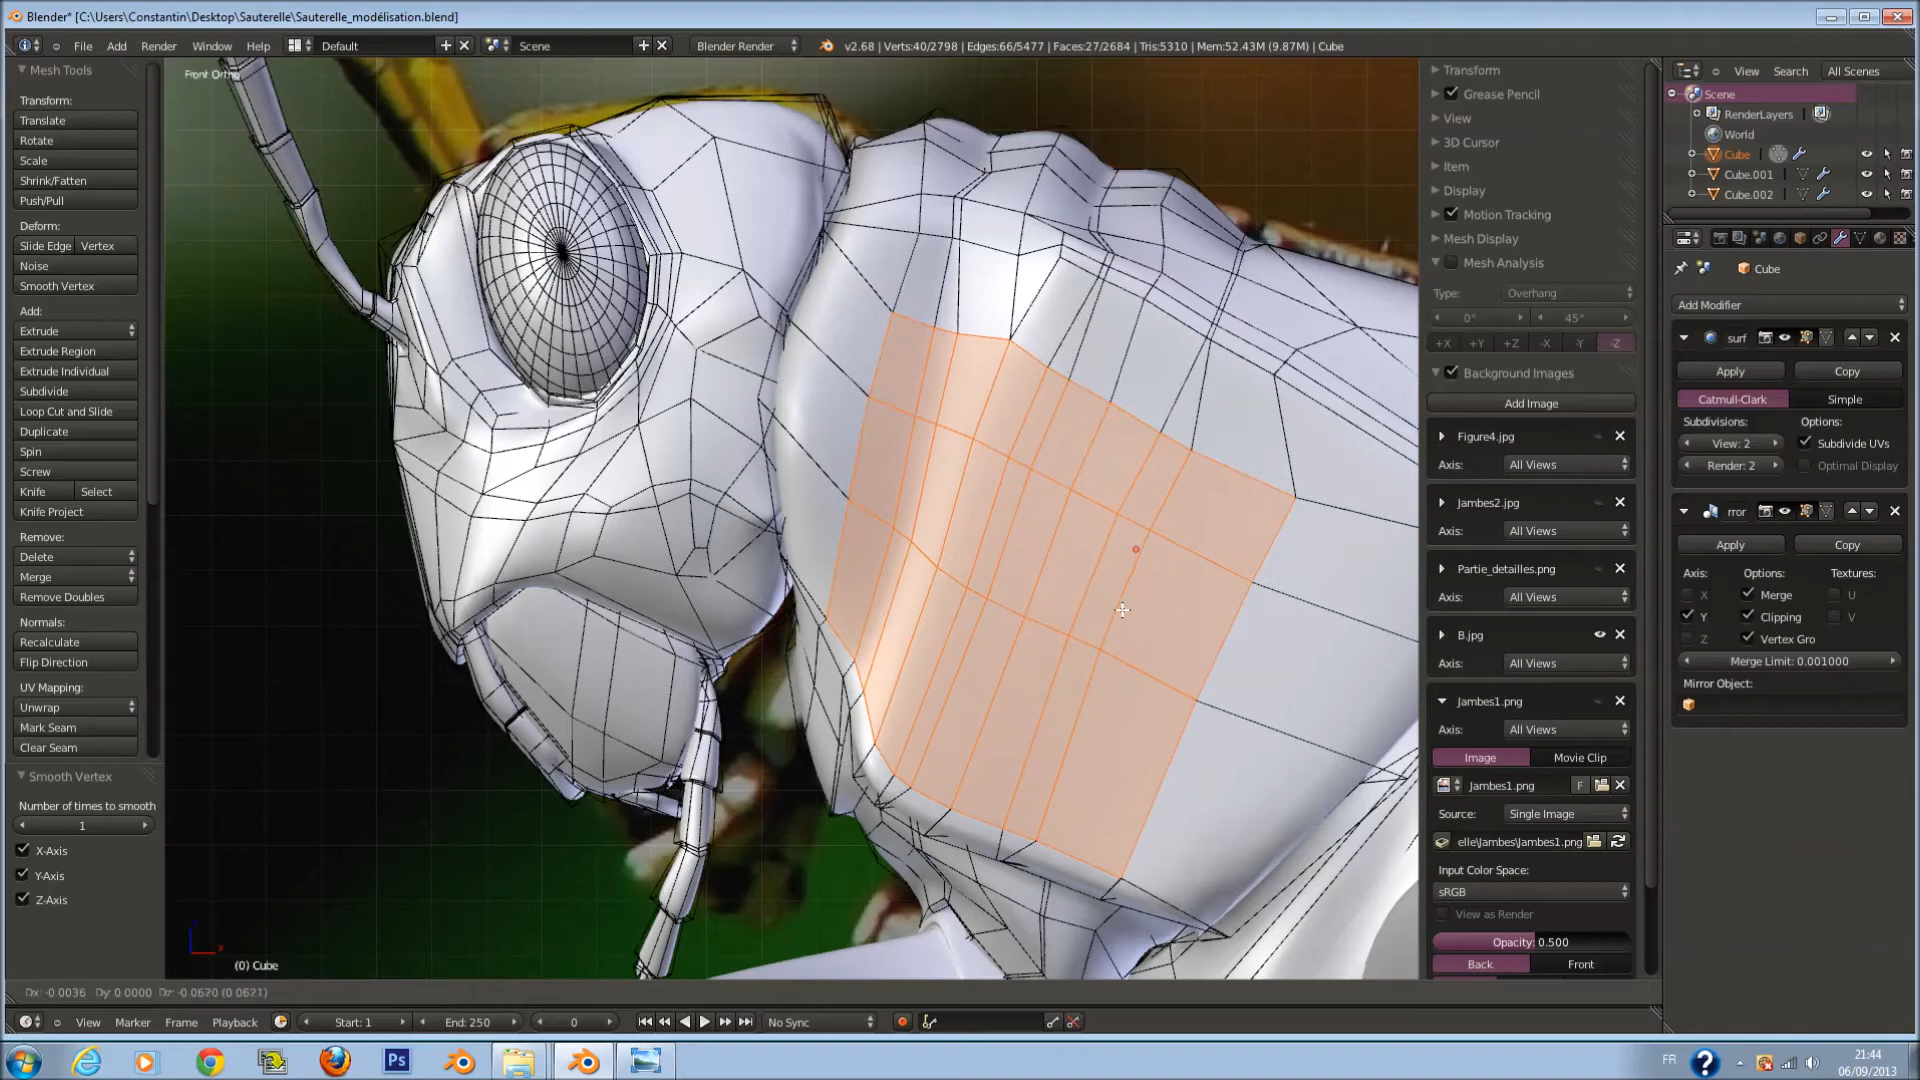 Blender* [C:\Users\Constantin\Desktop\Sauterelle\Sauterelle_modélisation.blend]
File Add Render Window Help Default Scene Blender Render v2.68 | Verts:40/2798 | Edges:66/5477 | Faces:27/2684 | Tris:5310 | Mem:52.43M (9.87M) | Cube
Mesh Tools
Transform:
Translate
Rotate
Scale
Shrink/Fatten
Push/Pull
Deform:
Slide Edge Vertex
Noise
Smooth Vertex
Add:
Extrude
Extrude Region
Extrude Individual
Subdivide
Loop Cut and Slide
Duplicate
Spin
Screw
Knife Select
Knife Project
Remove:
Delete
Merge
Remove Doubles
Normals:
Recalculate
Flip Direction
UV Mapping:
Unwrap
Mark Seam
Clear Seam
Smooth Vertex
Number of times to smooth
1
X-Axis
Y-Axis
Z-Axis
Front Ortho
(0) Cube
Dx: -0.0036 Dy: 0.0000 Dz: -0.0620 (0.0621)
Transform
Grease Pencil
View
3D Cursor
Item
Display
Motion Tracking
Mesh Display
Mesh Analysis
Type: Overhang
0° 45°
+X +Y +Z -X -Y -Z
Background Images
Add Image
Figure4.jpg
Axis: All Views
Jambes2.jpg
Axis: All Views
Partie_detailles.png
Axis: All Views
B.jpg
Axis: All Views
Jambes1.png
Axis: All Views
Image Movie Clip
Jambes1.png F
Source: Single Image
elle\Jambes\Jambes1.png
Input Color Space:
sRGB
View as Render
Opacity: 0.500
Back Front
View Search All Scenes
Scene
RenderLayers
World
Cube
Cube.001
Cube.002
Cube
Add Modifier
surf
Apply Copy
Catmull-Clark Simple
Subdivisions: Options:
View: 2 Subdivide UVs
Render: 2 Optimal Display
rror
Apply Copy
Axis: Options: Textures:
X Merge U
Y Clipping V
Z Vertex Gro
Merge Limit: 0.001000
Mirror Object:
View Marker Frame Playback Start: 1 End: 250 0 No Sync
Ps
FR
21:44
06/09/2013